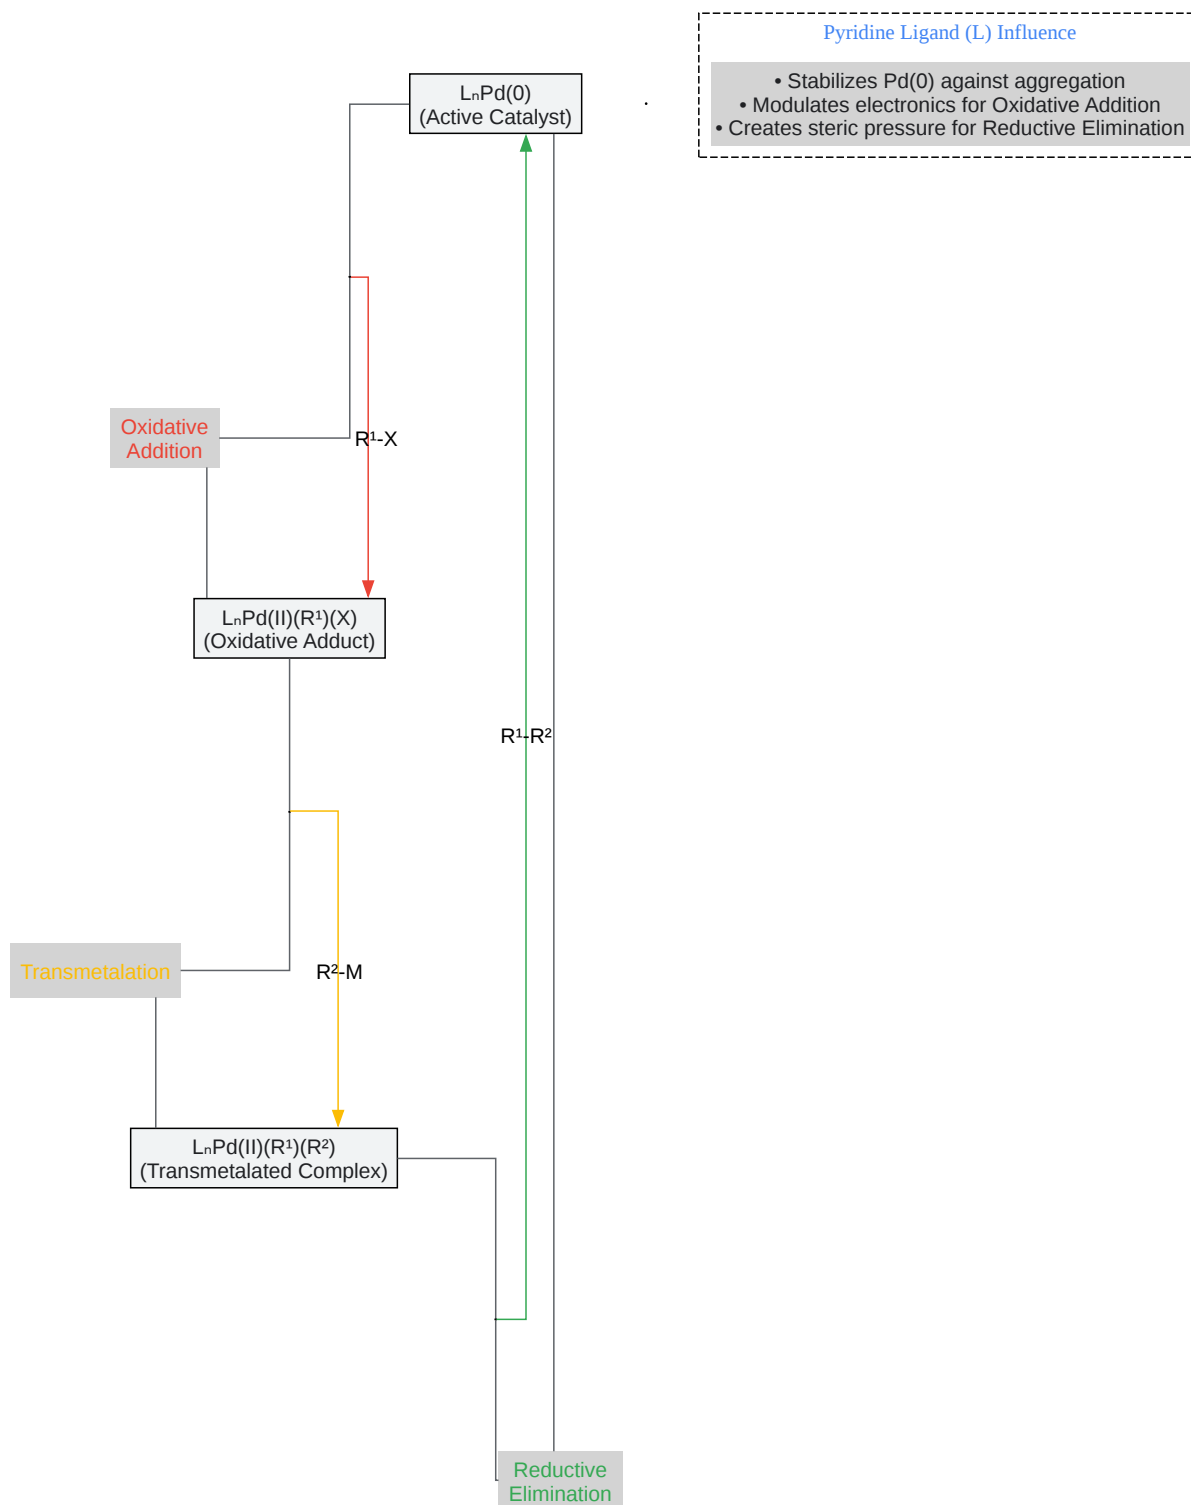 Pyridine Ligand (L) Influence
• Stabilizes Pd(0) against aggregation
• Modulates electronics for Oxidative Addition
• Creates steric pressure for Reductive Elimination
LₙPd(0)
(Active Catalyst)
Oxidative
Addition
R¹-X
LₙPd(II)(R¹)(X)
(Oxidative Adduct)
R¹-R²
Transmetalation
R²-M
LₙPd(II)(R¹)(R²)
(Transmetalated Complex)
Reductive
Elimination